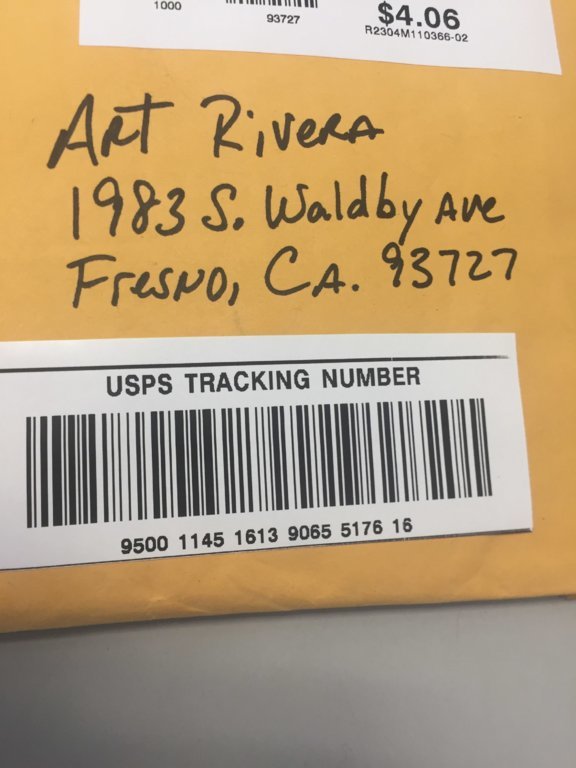 1000
93727
$4.06
R2304M110366-02
Art Rivera
1983 S. Waldby Ave
Fresno, CA. 93727
USPS TRACKING NUMBER
9500 1145 1613 9065 5176 16